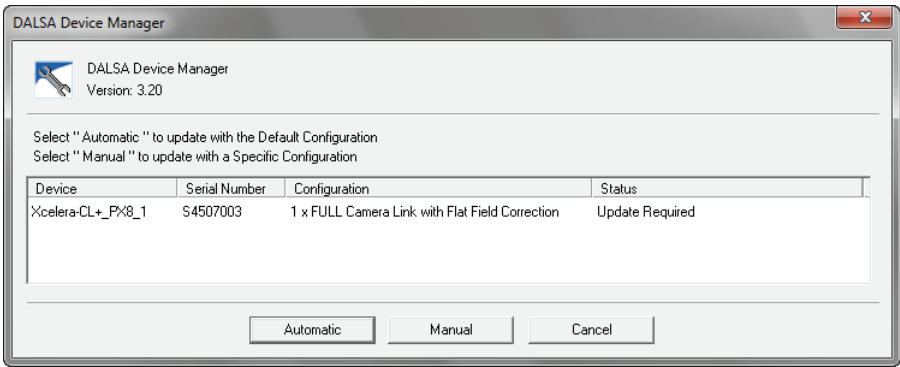 DALSA Device Manager
DALSA Device Manager
Version: 3.20
Select " Automatic " to update with the Default Configuration
Select " Manual " to update with a Specific Configuration
Device Serial Number Configuration Status
Xcelera-CL+_PX8_1 S4507003 1 x FULL Camera Link with Flat Field Correction Update Required
Automatic Manual Cancel